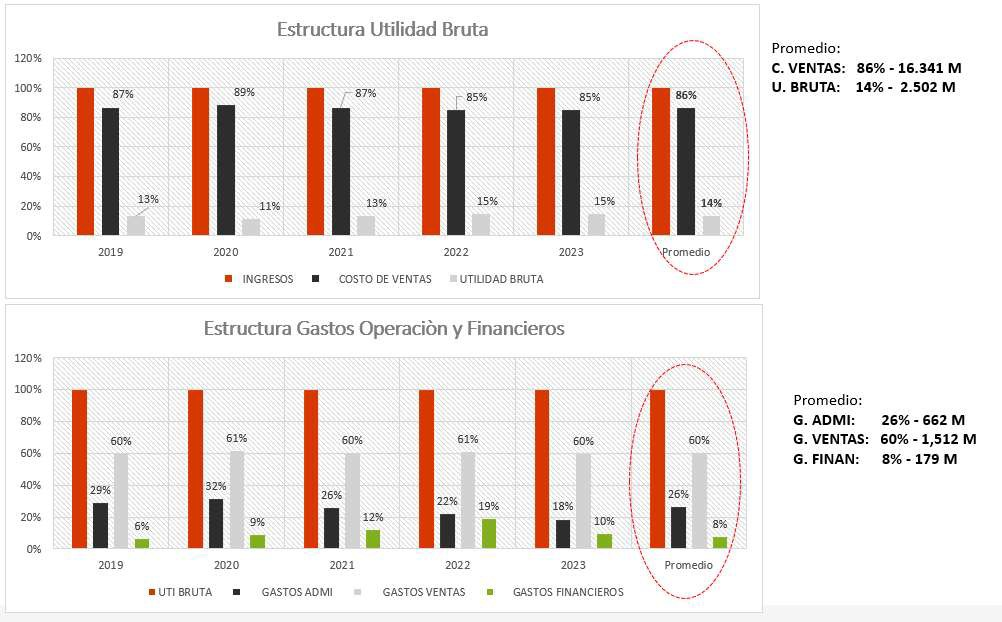 Estructura Utilidad Bruta
120%
100%
80%
60%
40%
20%
0%
87% 89% 87% 85% 85% 86%
13% 11% 13% 15% 15% 14%
2019 2020 2021 2022 2023 Promedio
INGRESOS COSTO DE VENTAS UTILIDAD BRUTA
Promedio:
C. VENTAS: 86% - 16.341 M
U. BRUTA: 14% - 2.502 M
Estructura Gastos Operaciòn y Financieros
120%
100%
80%
60%
40%
20%
0%
60% 61% 60% 61% 60% 60%
29% 32% 26% 22% 18% 26%
6% 9% 12% 19% 10% 8%
2019 2020 2021 2022 2023 Promedio
UTI BRUTA GASTOS ADMI GASTOS VENTAS GASTOS FINANCIEROS
Promedio:
G. ADMI: 26% - 662 M
G. VENTAS: 60% - 1,512 M
G. FINAN: 8% - 179 M